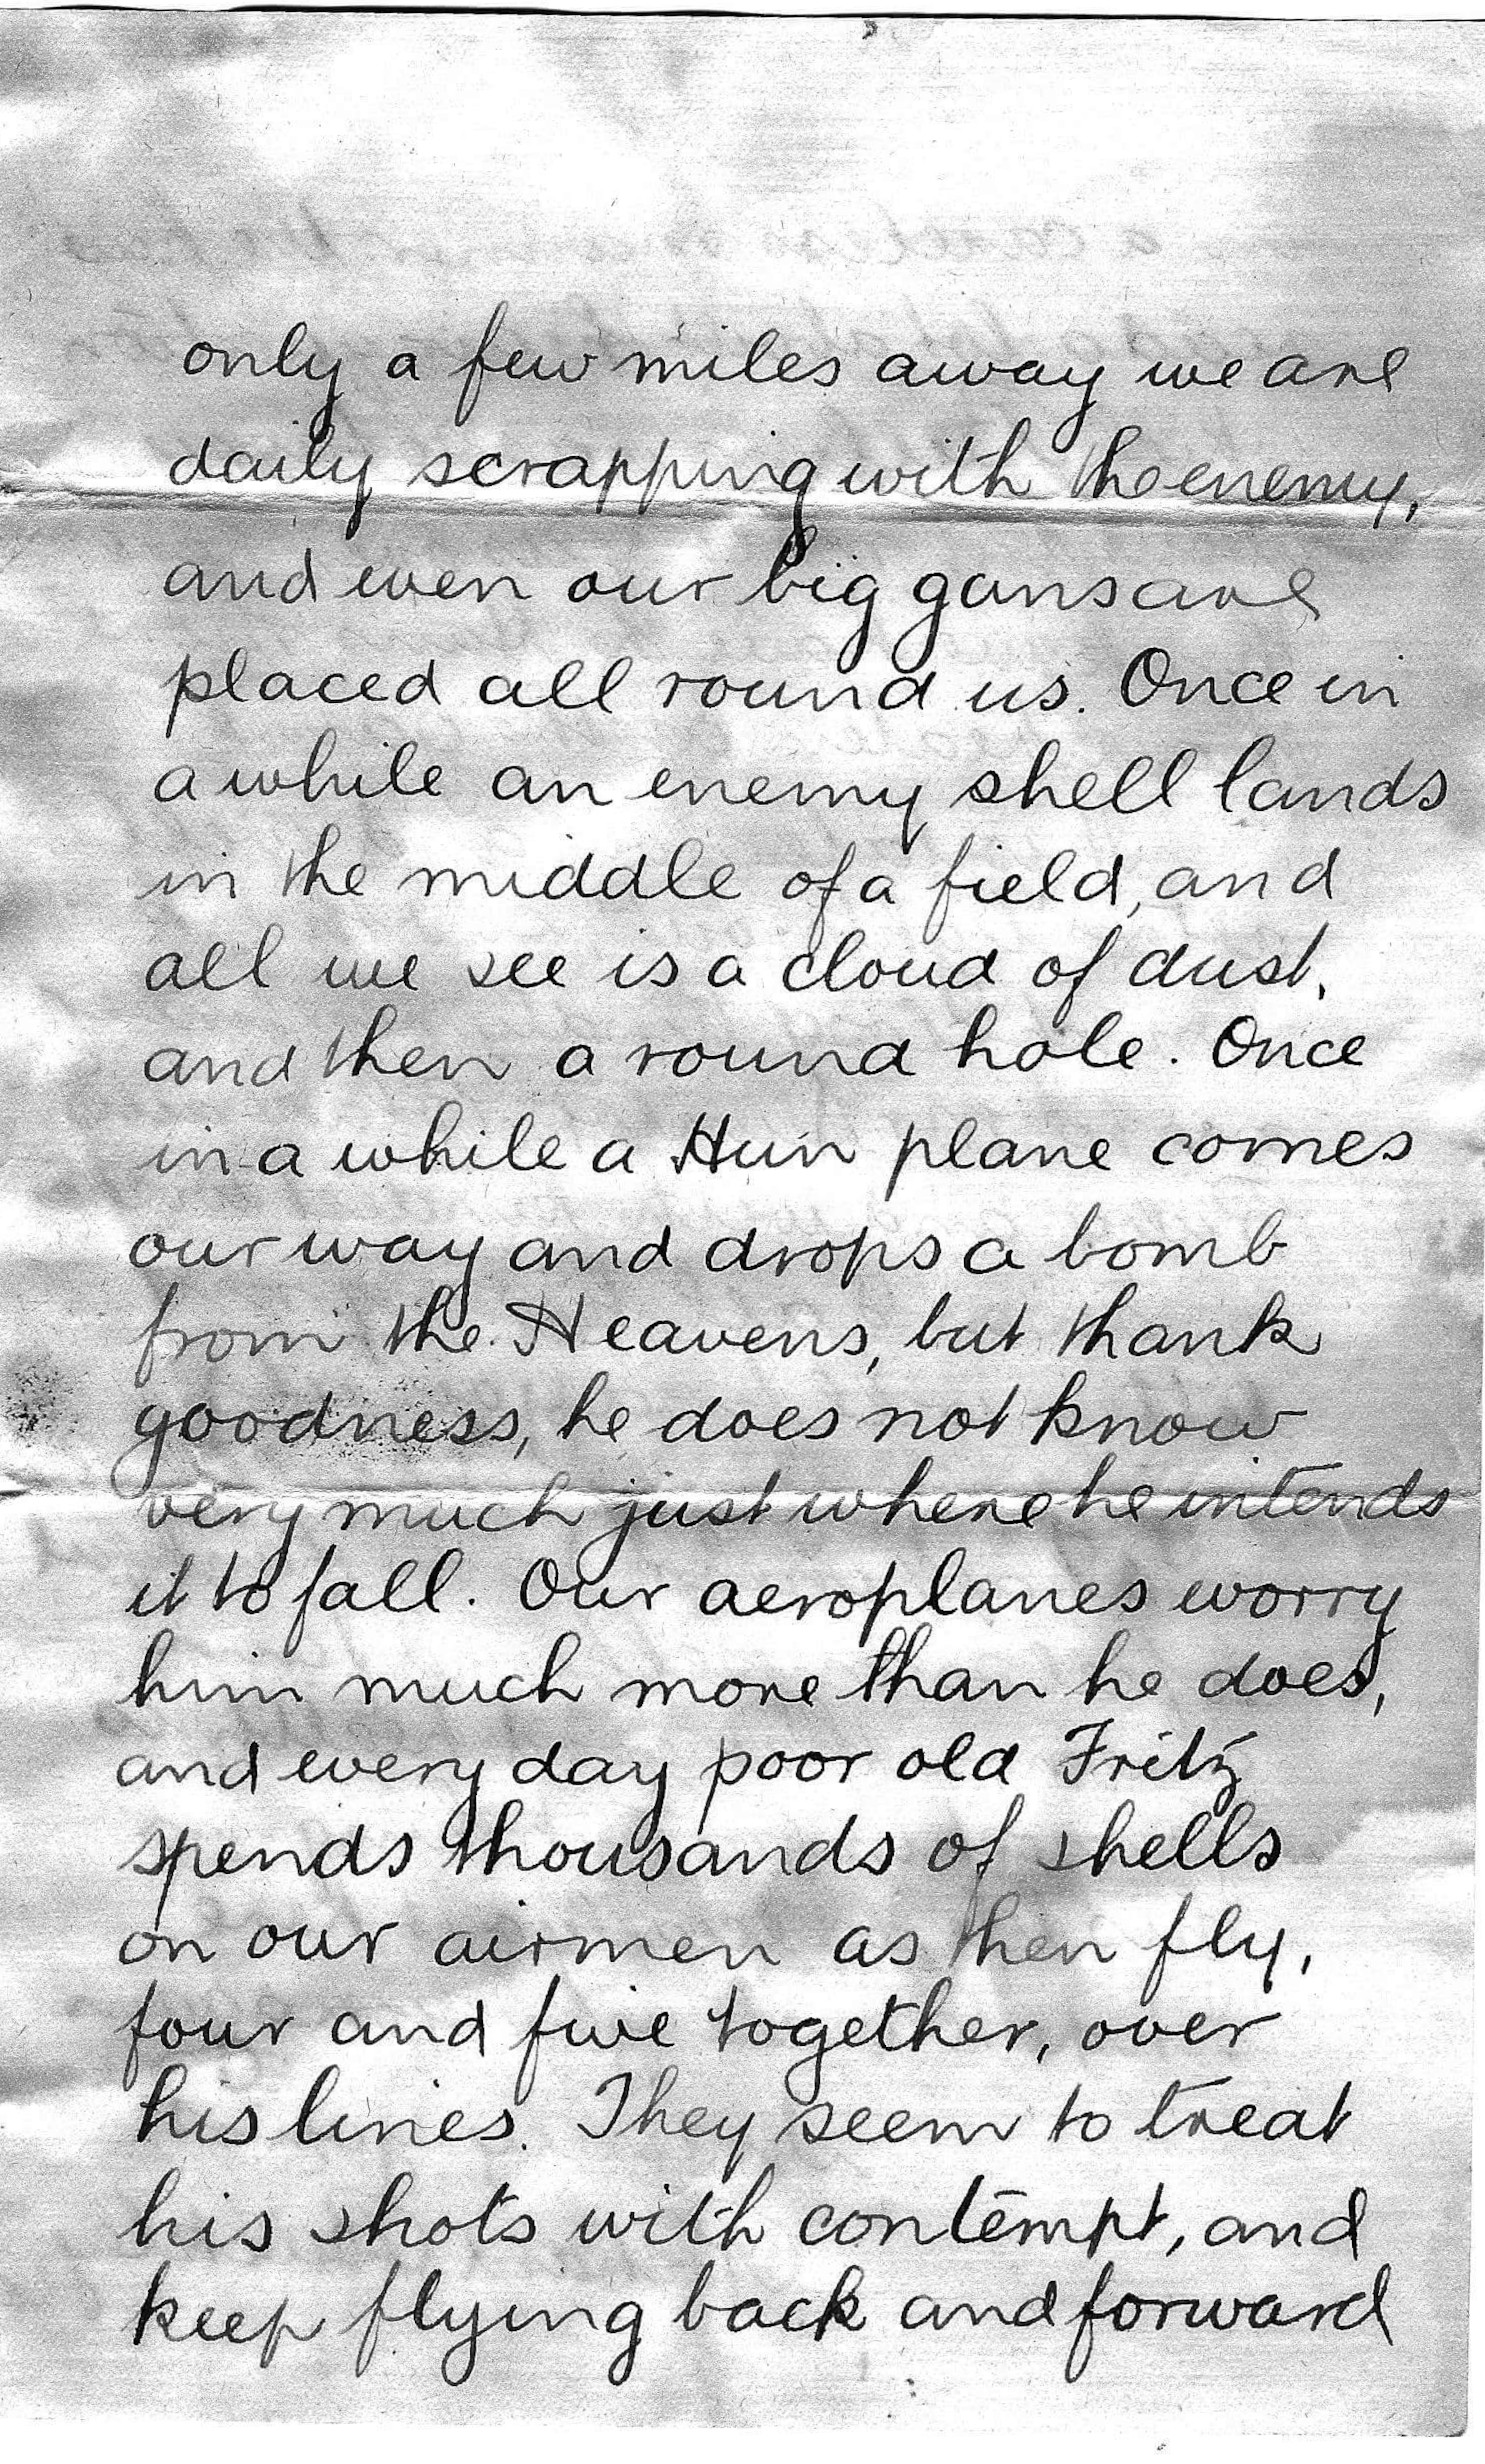 only a few miles away we are
daily scrapping with the enemy,
and even our big guns are
placed all round us. Once in
a while an enemy shell lands
in the middle of a field, and
all we see is a cloud of dust,
and then a round hole. Once
in a while a Hun plane comes
our way and drops a bomb
from the Heavens, but thank
goodness, he does not know
very much just where he intends
it to fall. Our aeroplanes worry
him much more than he does,
and every day poor old Fritz
spends thousands of shells
on our airmen as then fly,
four and five together, over
his lines. They seem to treat
his shots with contempt, and
keep flying back and forward